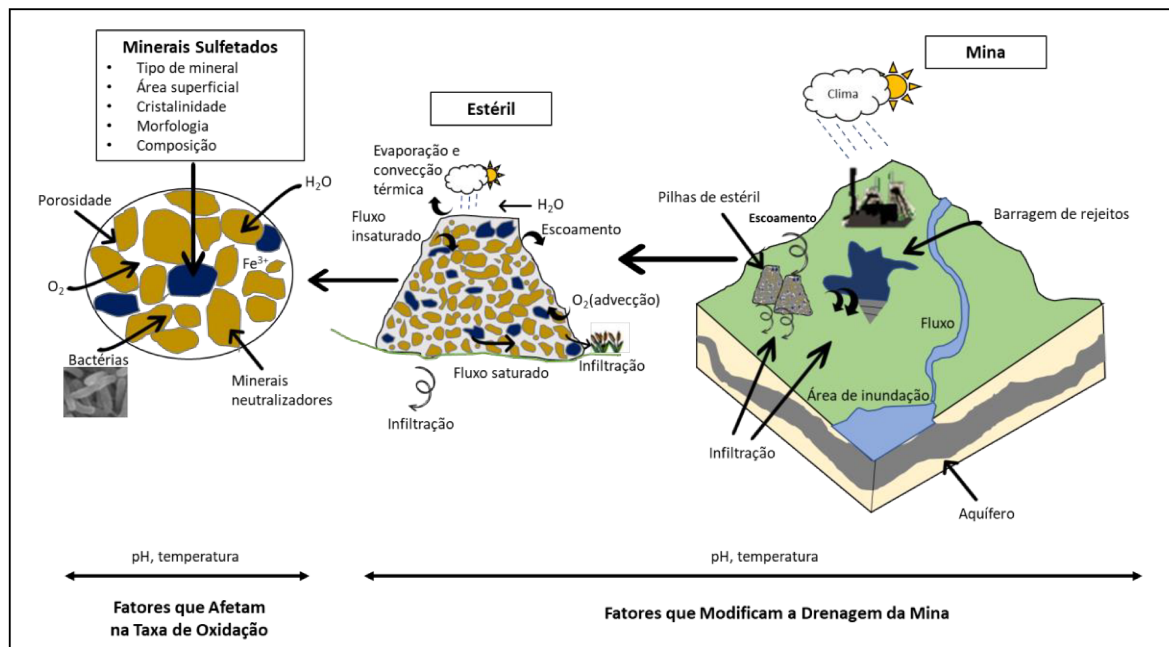 Minerais Sulfetados
• Tipo de mineral
• Área superficial
• Cristalinidade
• Morfologia
• Composição
Porosidade
H₂O
O₂
Fe³⁺
Bactérias
Minerais
neutralizadores
Estéril
Evaporação e
convecção
térmica
H₂O
Fluxo
insaturado
Escoamento
O₂(advecção)
Fluxo saturado
Infiltração
Infiltração
Mina
Clima
Pilhas de estéril
Escoamento
Barragem de rejeitos
Fluxo
Área de inundação
Infiltração
Aquífero
pH, temperatura
Fatores que Afetam
na Taxa de Oxidação
pH, temperatura
Fatores que Modificam a Drenagem da Mina